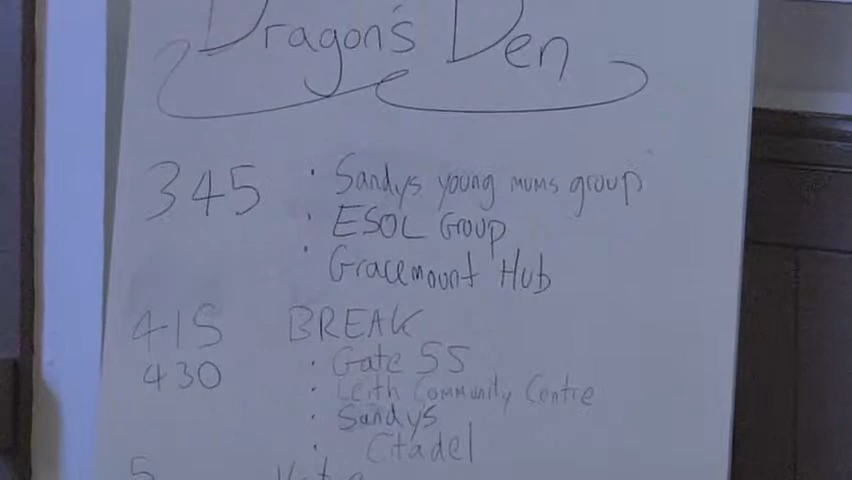 Dragon's Den
345 · Sandys young mums group
· ESOL Group
· Gracemount Hub
415 BREAK
430 · Gate 55
· Leith Community Centre
· Sandys
· Citadel
5